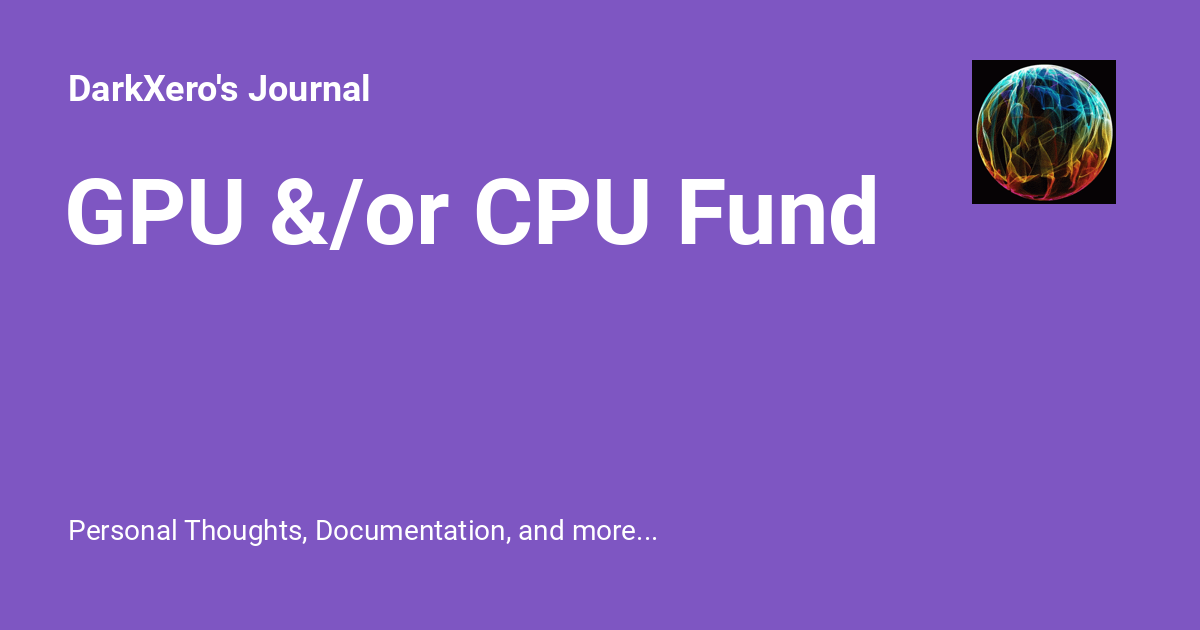 DarkXero's Journal
GPU &/or CPU Fund
Personal Thoughts, Documentation, and more...